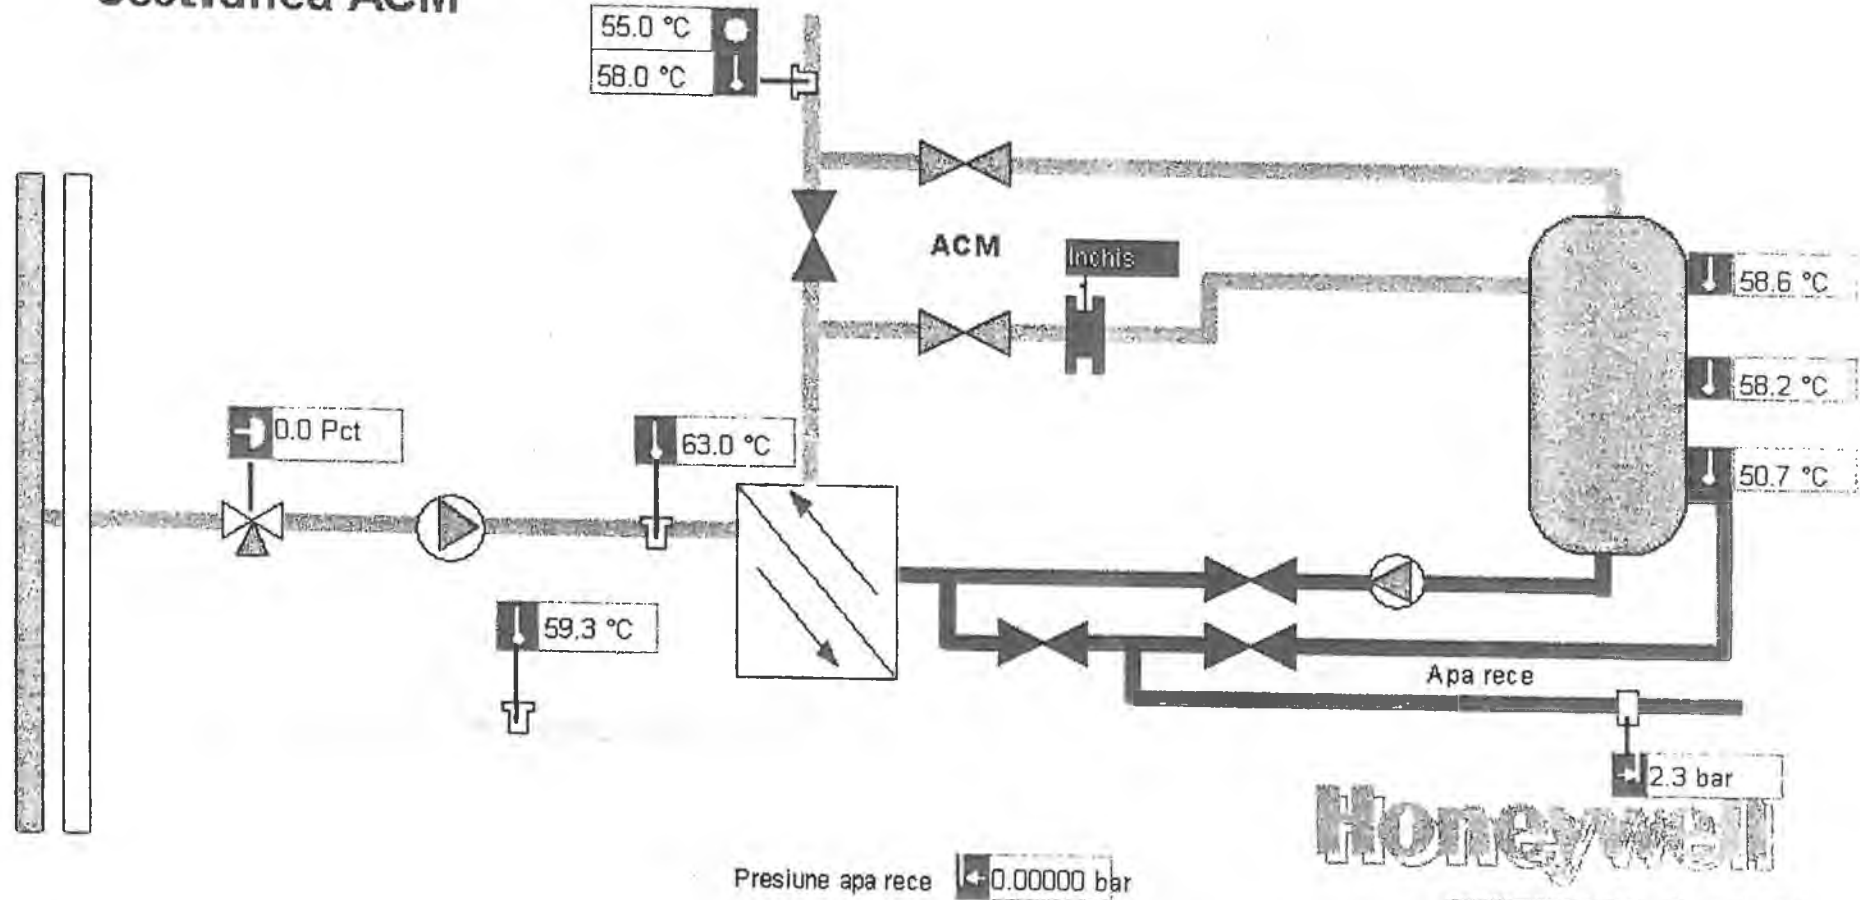 ACM
55.0 °C
58.0 °C
ACM
Inchis
58.6 °C
58.2 °C
50.7 °C
0.0 Pct
63.0 °C
59.3 °C
Apa rece
2.3 bar
Honeywell
Presiune apa rece 0.00000 bar